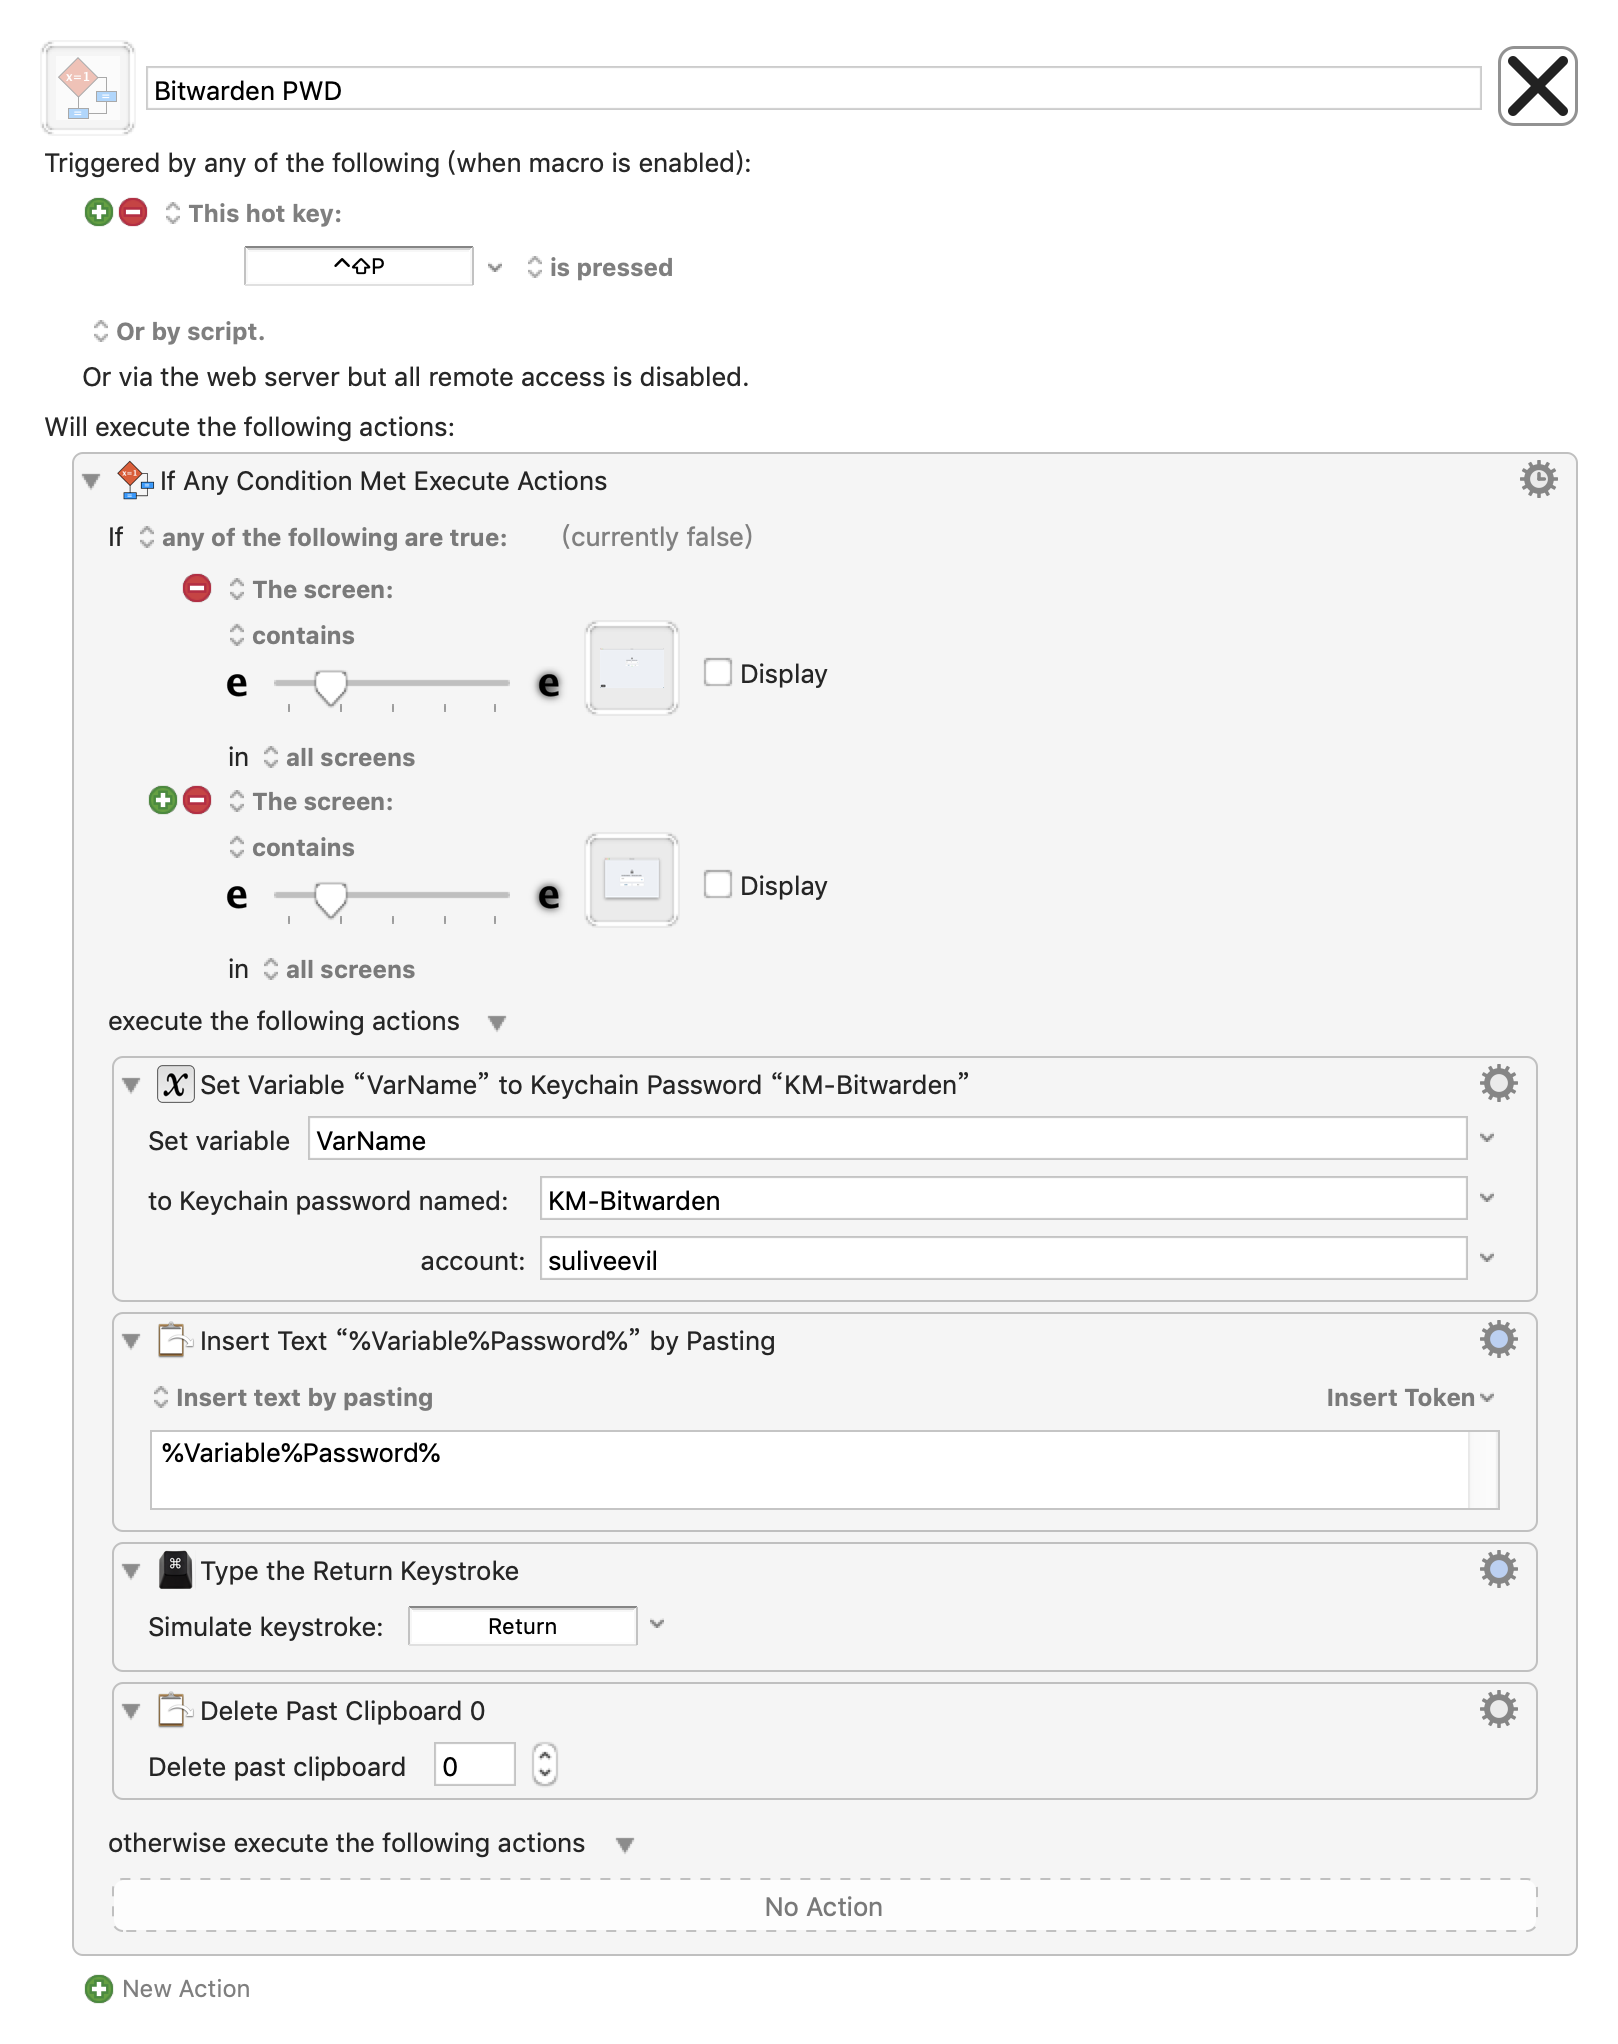 x=1
Bitwarden PWD
Triggered by any of the following (when macro is enabled):
This hot key:
^⇧P
is pressed
Or by script.
Or via the web server but all remote access is disabled.
Will execute the following actions:
x=1
If Any Condition Met Execute Actions
If any of the following are true: (currently false)
The screen:
contains
e e Display
in all screens
The screen:
contains
e e Display
in all screens
execute the following actions
X Set Variable “VarName” to Keychain Password “KM-Bitwarden”
Set variable VarName
to Keychain password named: KM-Bitwarden
account: suliveevil
Insert Text “%Variable%Password%” by Pasting
Insert text by pasting Insert Token
%Variable%Password%
⌘ Type the Return Keystroke
Simulate keystroke: Return
Delete Past Clipboard 0
Delete past clipboard 0
otherwise execute the following actions
No Action
New Action